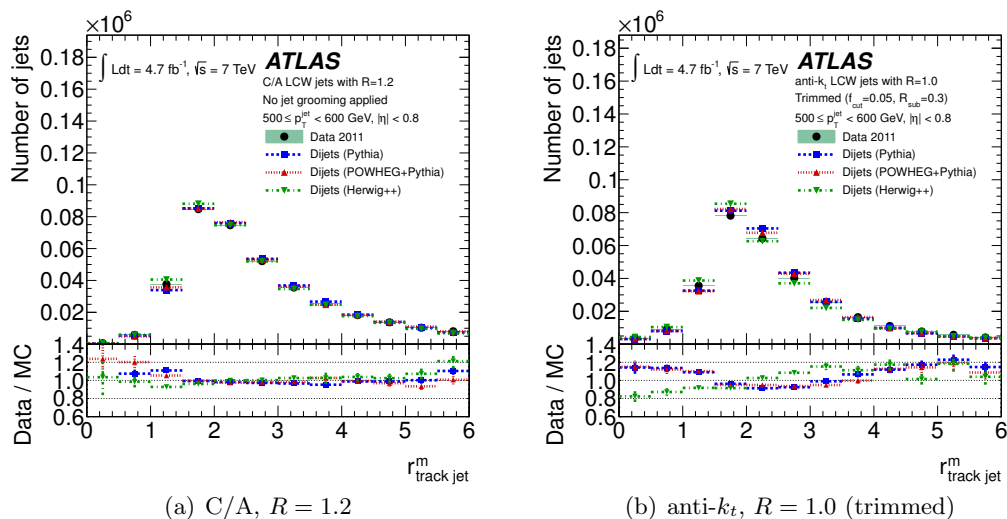 ×10⁶
Number of jets
0.18
0.16
0.14
0.12
0.1
0.08
0.06
0.04
0.02
∫ Ldt = 4.7 fb⁻¹, √s = 7 TeV
ATLAS
C/A LCW jets with R=1.2
No jet grooming applied
500 ≤ p_T^jet < 600 GeV, |η| < 0.8
Data 2011
Dijets (Pythia)
Dijets (POWHEG+Pythia)
Dijets (Herwig++)
Data / MC
1.4
1.2
1.0
0.8
0.6
0 1 2 3 4 5 6
r^m_track jet
(a) C/A, R = 1.2
×10⁶
Number of jets
0.18
0.16
0.14
0.12
0.1
0.08
0.06
0.04
0.02
∫ Ldt = 4.7 fb⁻¹, √s = 7 TeV
ATLAS
anti-k_t LCW jets with R=1.0
Trimmed (f_cut=0.05, R_sub=0.3)
500 ≤ p_T^jet < 600 GeV, |η| < 0.8
Data 2011
Dijets (Pythia)
Dijets (POWHEG+Pythia)
Dijets (Herwig++)
Data / MC
1.4
1.2
1.0
0.8
0.6
0 1 2 3 4 5 6
r^m_track jet
(b) anti-k_t, R = 1.0 (trimmed)